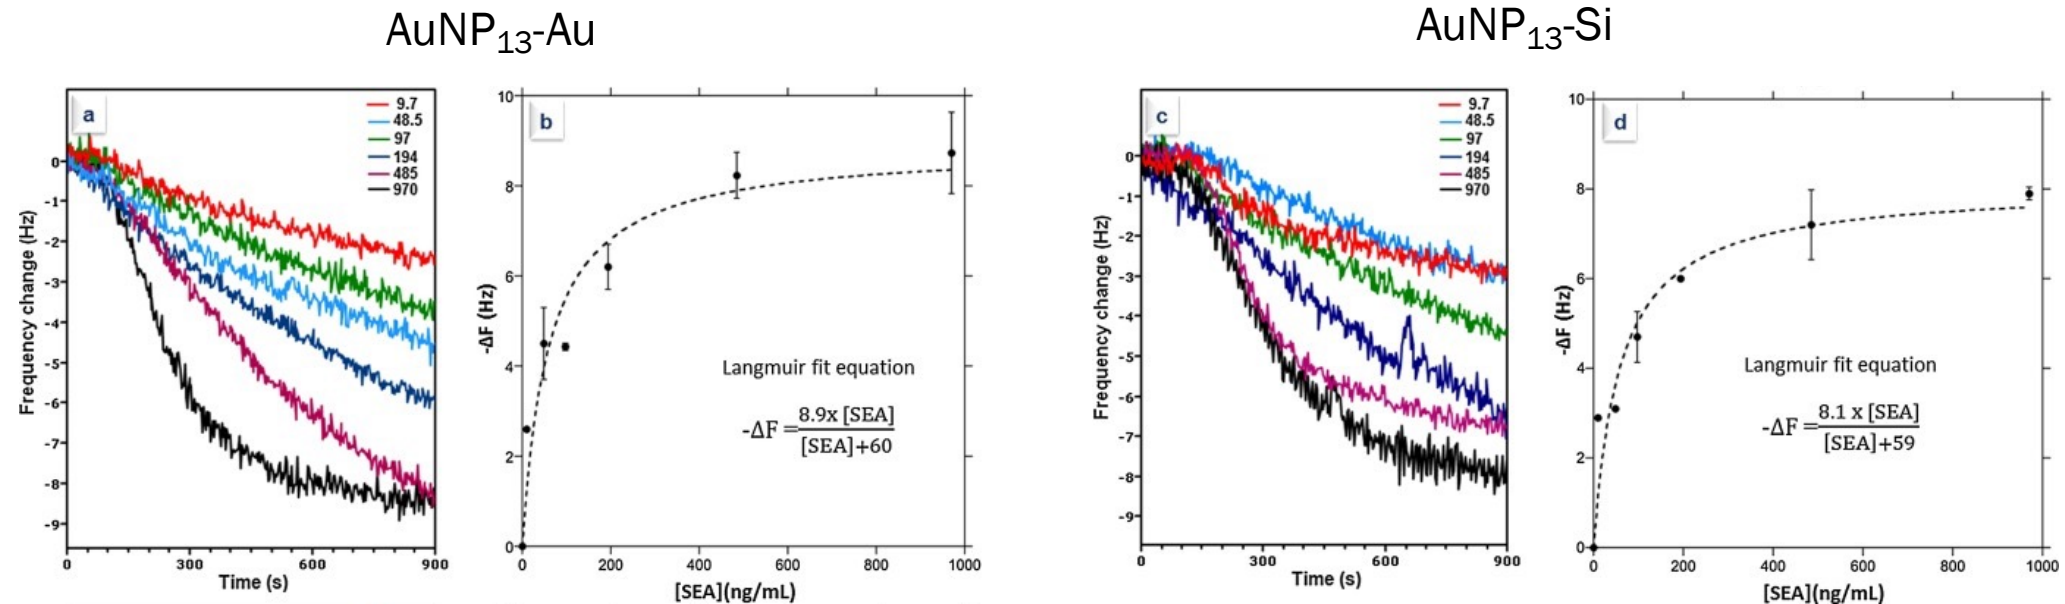 AuNP₁₃-Au
AuNP₁₃-Si
a
9.7
48.5
97
194
485
970
0
-1
-2
-3
-4
-5
-6
-7
-8
-9
Frequency change (Hz)
0 300 600 900
Time (s)
b
10
8
6
4
2
0
-ΔF (Hz)
Langmuir fit equation
-ΔF = 8.9x [SEA]
[SEA]+60
0 200 400 600 800 1000
[SEA](ng/mL)
c
9.7
48.5
97
194
485
970
0
-1
-2
-3
-4
-5
-6
-7
-8
-9
Frequency change (Hz)
0 300 600 900
Time (s)
d
10
8
6
4
2
0
-ΔF (Hz)
Langmuir fit equation
-ΔF = 8.1 x [SEA]
[SEA]+59
0 200 400 600 800 1000
[SEA](ng/mL)